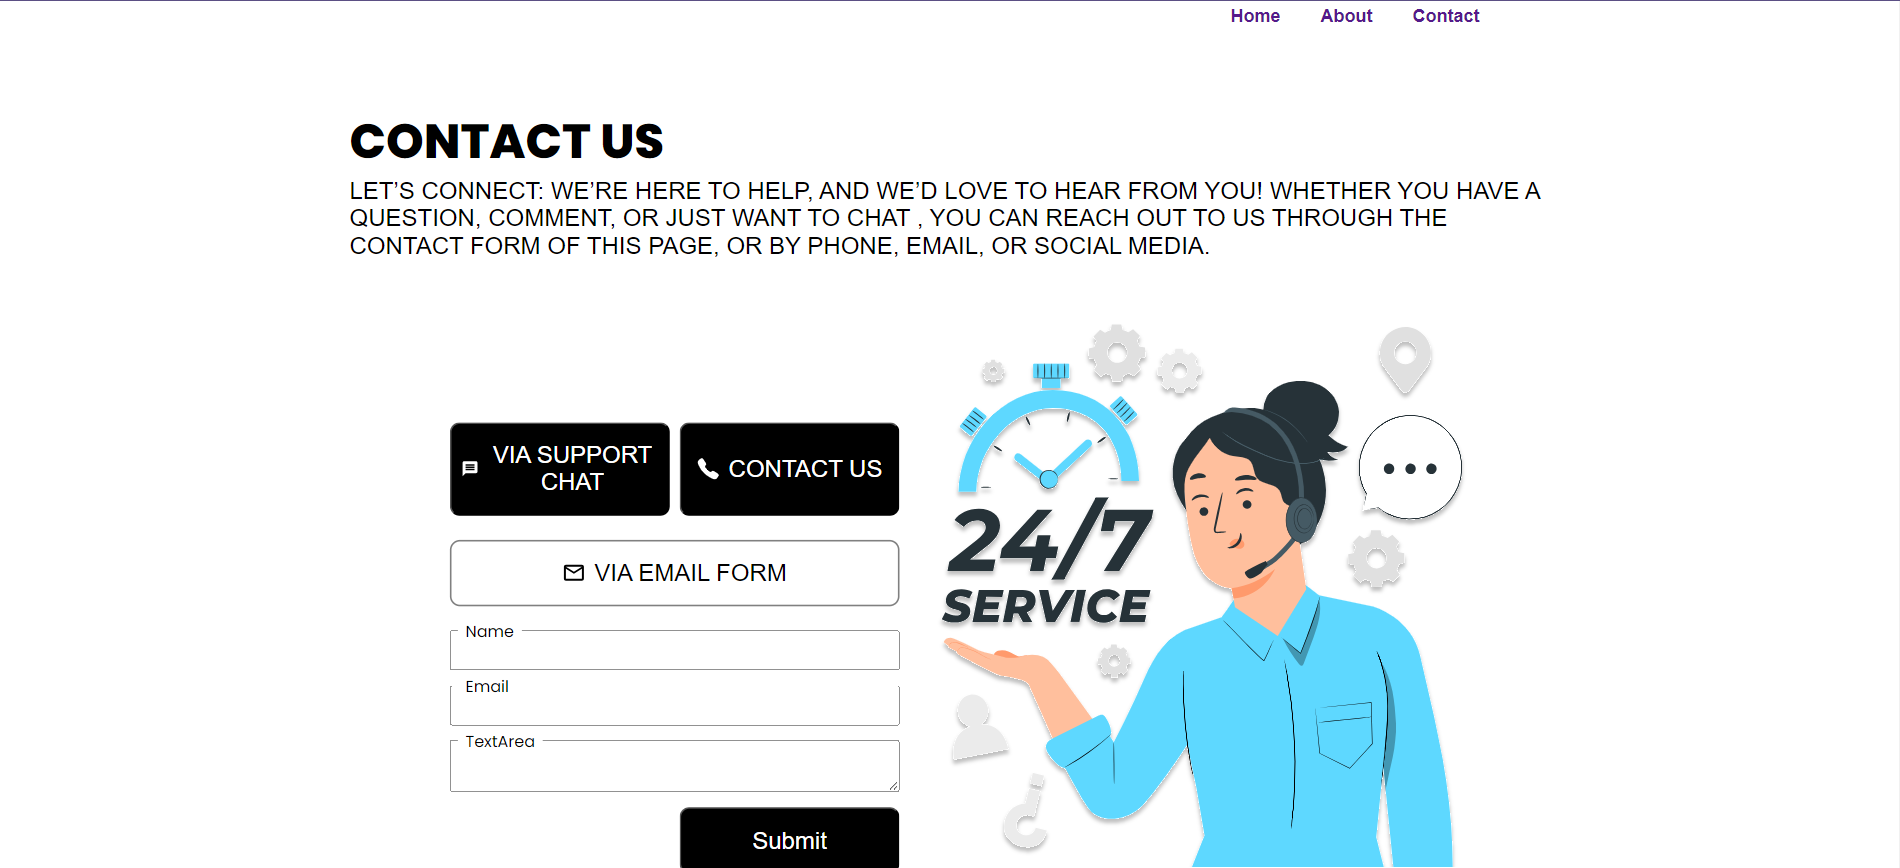 Home About Contact
CONTACT US
LET’S CONNECT: WE’RE HERE TO HELP, AND WE’D LOVE TO HEAR FROM YOU! WHETHER YOU HAVE A
QUESTION, COMMENT, OR JUST WANT TO CHAT , YOU CAN REACH OUT TO US THROUGH THE
CONTACT FORM OF THIS PAGE, OR BY PHONE, EMAIL, OR SOCIAL MEDIA.
VIA SUPPORT
CHAT
CONTACT US
VIA EMAIL FORM
Name
Email
TextArea
Submit
24/7
SERVICE